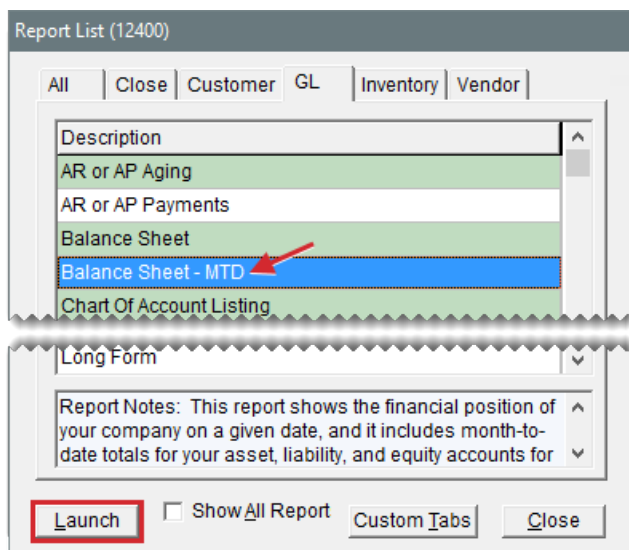 Report List (12400)
All Close Customer GL Inventory Vendor
Description
AR or AP Aging
AR or AP Payments
Balance Sheet
Balance Sheet - MTD
Chart Of Account Listing
Long Form
Report Notes: This report shows the financial position of
your company on a given date, and it includes month-to-
date totals for your asset, liability, and equity accounts for
Launch Show All Report Custom Tabs Close